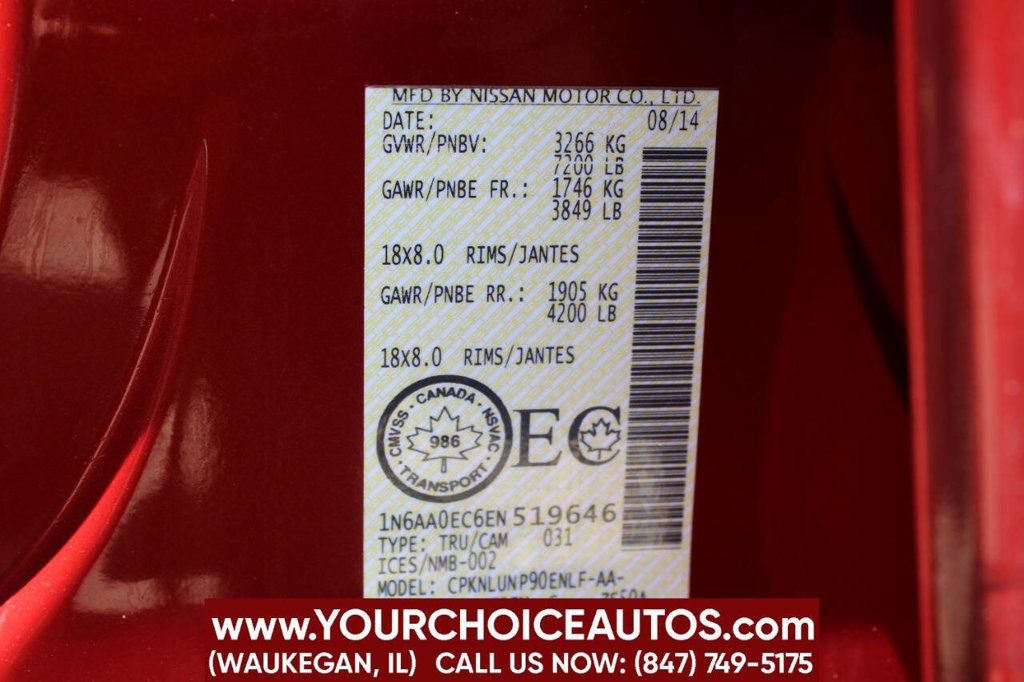 MFD BY NISSAN MOTOR CO., LTD.
DATE: 08/14
GVWR/PNBV: 3266 KG
7200 LB
GAWR/PNBE FR.: 1746 KG
3849 LB
18X8.0 RIMS/JANTES
GAWR/PNBE RR.: 1905 KG
4200 LB
18X8.0 RIMS/JANTES
CMVSS · CANADA · NSVAC · TRANSPORT ·
986
EC
1N6AA0EC6EN519646
TYPE: TRU/CAM 031
ICES/NMB-002
MODEL: CPKNLUNP90ENLF-AA-
www.YOURCHOICEAUTOS.com
(WAUKEGAN, IL) CALL US NOW: (847) 749-5175